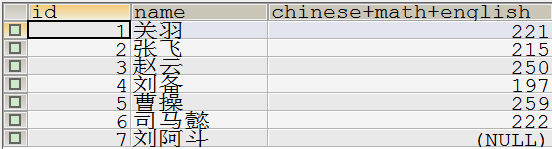 id name chinese+math+english
1 关羽 221
2 张飞 215
3 赵云 250
4 刘备 197
5 曹操 259
6 司马懿 222
7 刘阿斗 (NULL)